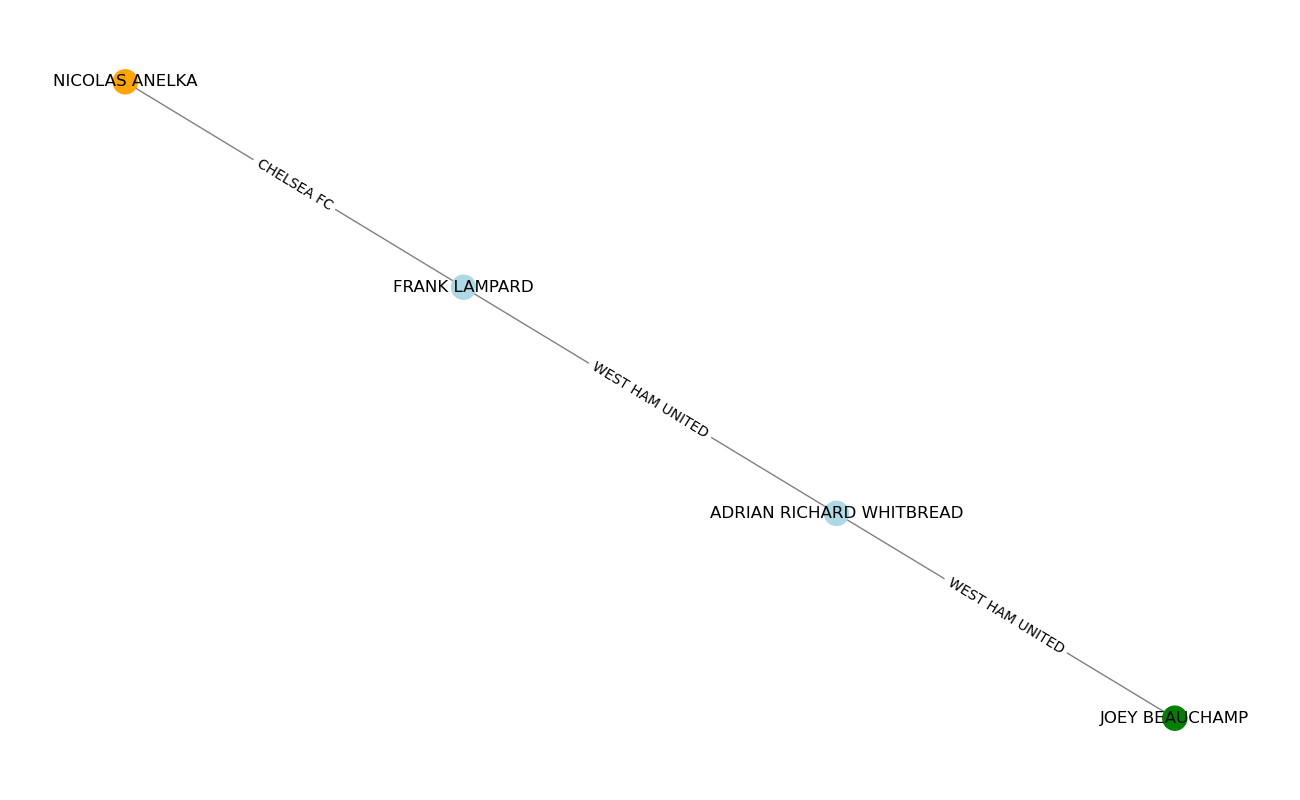 NICOLAS ANELKA
CHELSEA FC
FRANK LAMPARD
WEST HAM UNITED
ADRIAN RICHARD WHITBREAD
WEST HAM UNITED
JOEY BEAUCHAMP